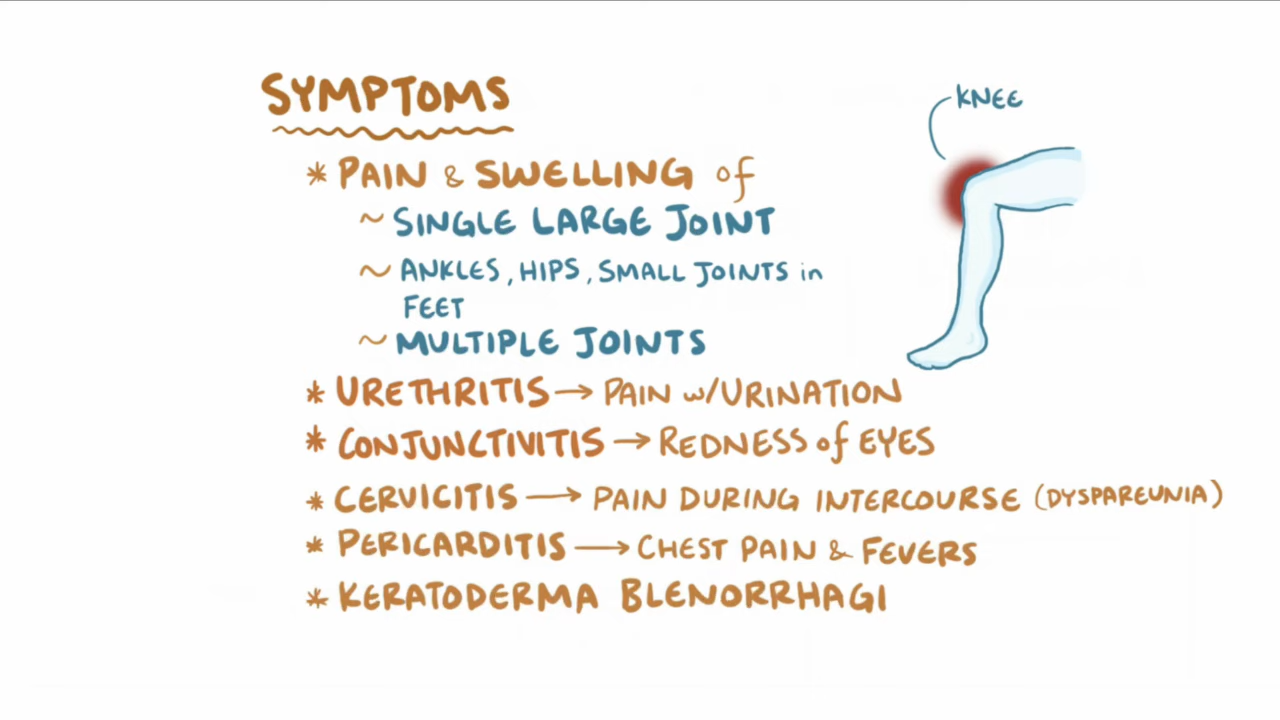 SYMPTOMS
KNEE
* PAIN & SWELLING of
~ SINGLE LARGE JOINT
~ ANKLES, HIPS, SMALL JOINTS in
FEET
~ MULTIPLE JOINTS
* URETHRITIS → PAIN w/URINATION
* CONJUNCTIVITIS → REDNESS of EYES
* CERVICITIS → PAIN DURING INTERCOURSE (DYSPAREUNIA)
* PERICARDITIS → CHEST PAIN & FEVERS
* KERATODERMA BLENORRHAGI